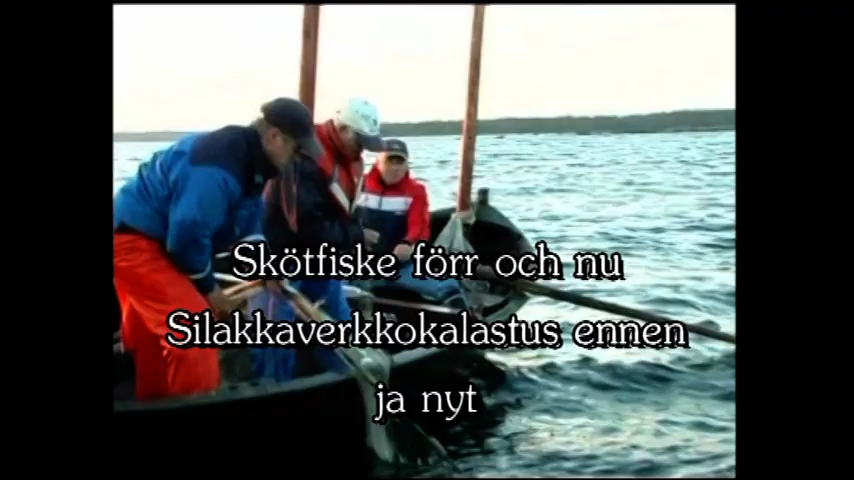 Skötfiske förr och nu
Silakkaverkkokalastus ennen
ja nyt